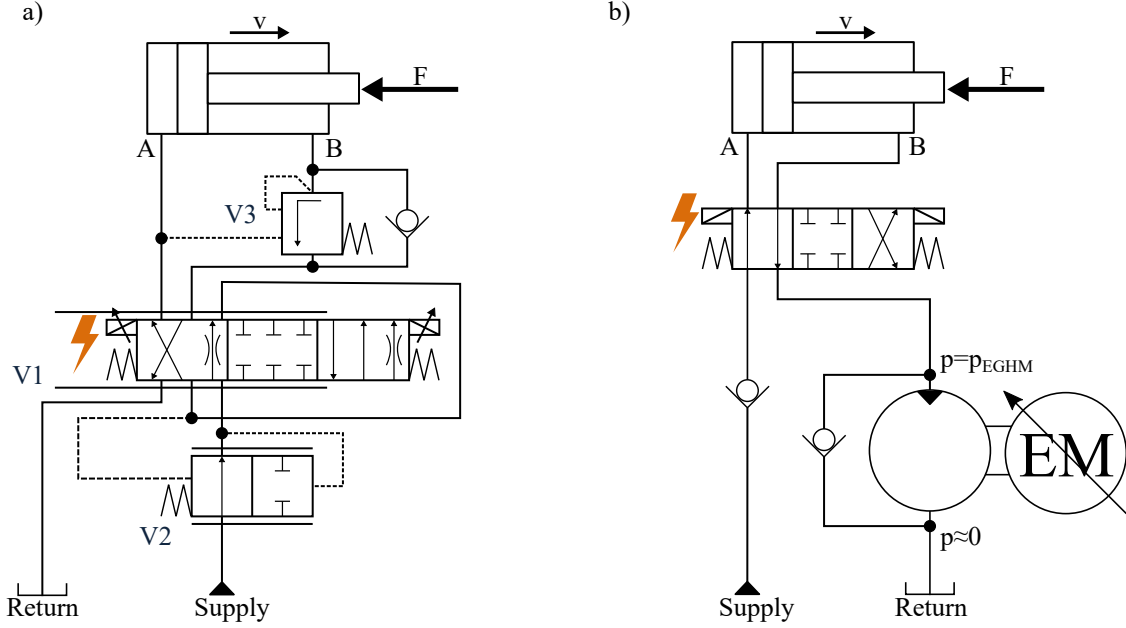 a)
v
F
A
B
V3
V1
V2
Return
Supply
b)
v
F
A
B
p=pEGHM
EM
p≈0
Supply
Return